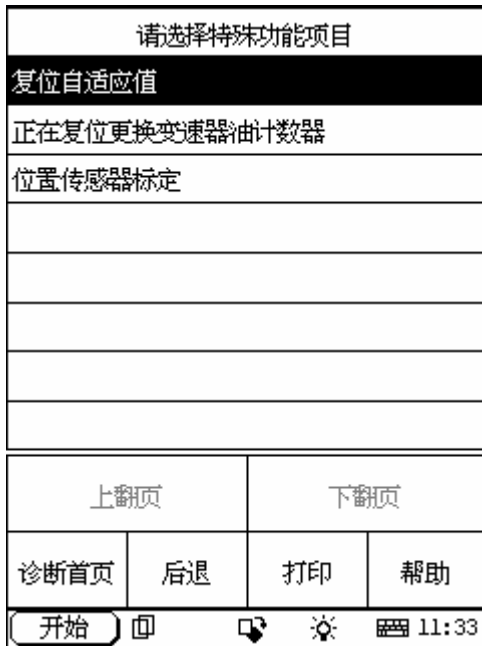 请选择特殊功能项目
复位自适应值
正在复位更换变速器油计数器
位置传感器标定
上翻页 下翻页
诊断首页 后退 打印 帮助
开始 11:33